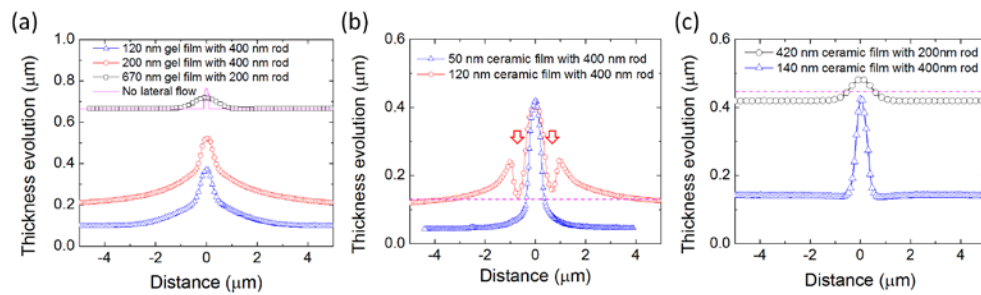 (a)
Thickness evolution (μm)
1.0
0.8
0.6
0.4
0.2
0.0
120 nm gel film with 400 nm rod
200 nm gel film with 400 nm rod
670 nm gel film with 200 nm rod
No lateral flow
-4 -2 0 2 4
Distance (μm)
(b)
Thickness evolution (μm)
0.6
0.4
0.2
0.0
50 nm ceramic film with 400 nm rod
120 nm ceramic film with 400 nm rod
-4 -2 0 2 4
Distance (μm)
(c)
Thickness evolution (μm)
0.6
0.4
0.2
0.0
420 nm ceramic film with 200nm rod
140 nm ceramic film with 400nm rod
-4 -2 0 2 4
Distance (μm)